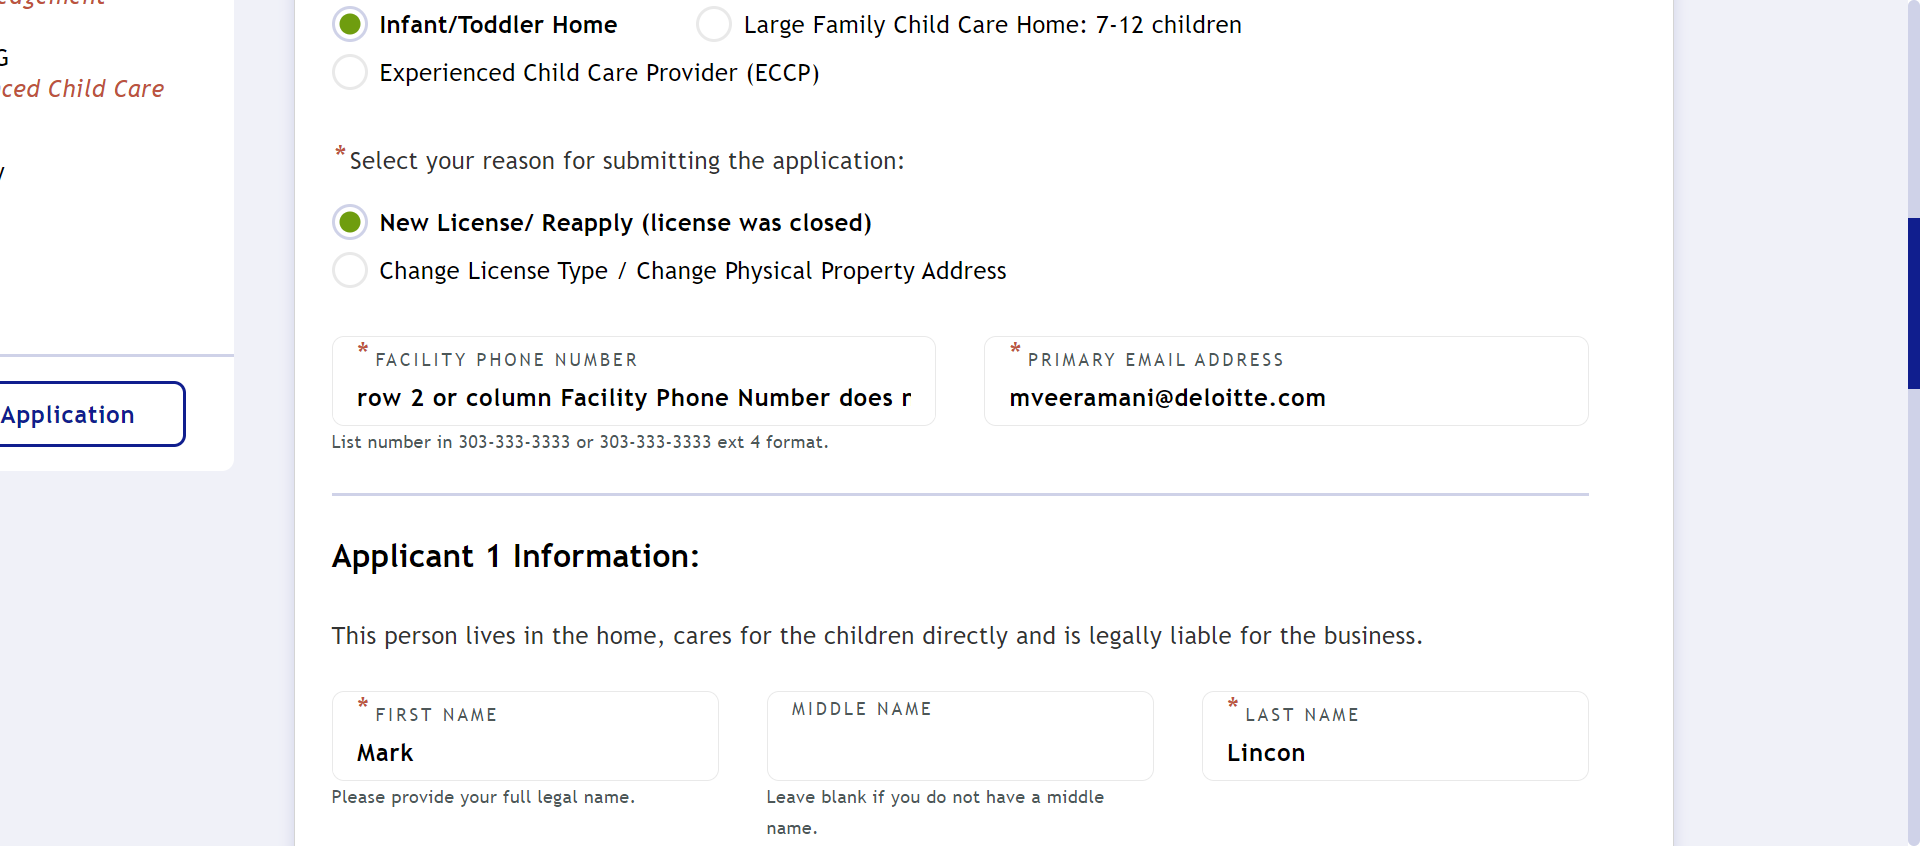 Infant/Toddler Home
Large Family Child Care Home: 7-12 children
Experienced Child Care Provider (ECCP)
ced Child Care
*Select your reason for submitting the application:
New License/ Reapply (license was closed)
Change License Type / Change Physical Property Address
Application
* FACILITY PHONE NUMBER
row 2 or column Facility Phone Number does
List number in 303-333-3333 or 303-333-3333 ext 4 format.
* PRIMARY EMAIL ADDRESS
mveeramani@deloitte.com
Applicant 1 Information:
This person lives in the home, cares for the children directly and is legally liable for the business.
* FIRST NAME
Mark
Please provide your full legal name.
MIDDLE NAME
Leave blank if you do not have a middle
name.
* LAST NAME
Lincon